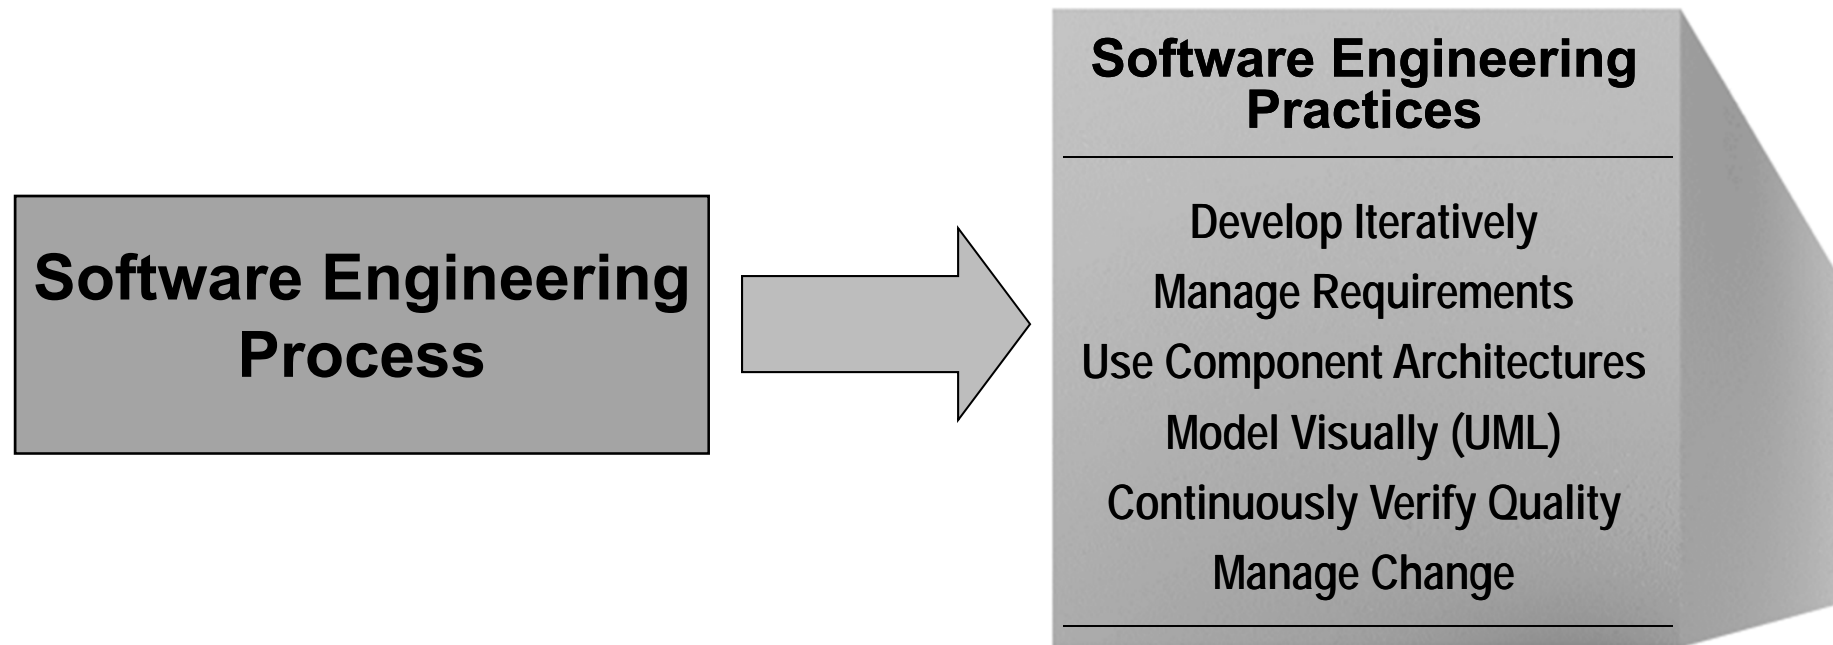 Software Engineering
Process
Software Engineering
Practices
Develop Iteratively
Manage Requirements
Use Component Architectures
Model Visually (UML)
Continuously Verify Quality
Manage Change